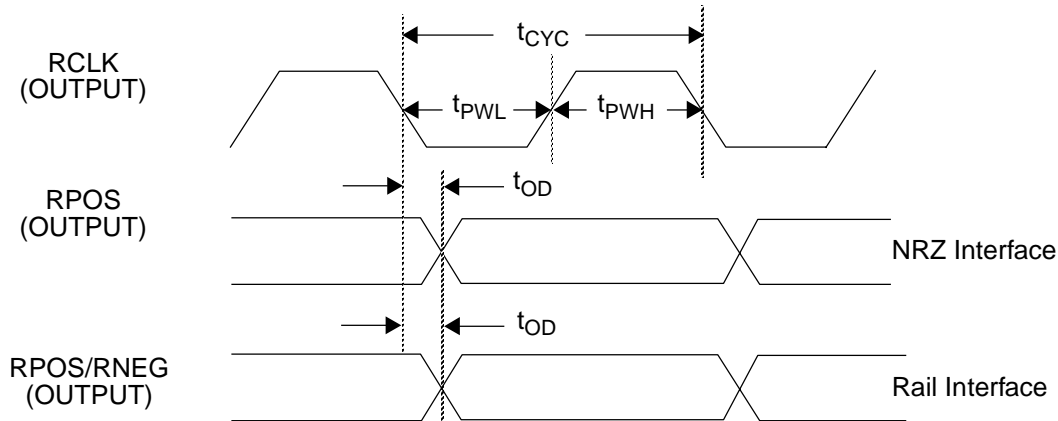 tCYC
RCLK
(OUTPUT)
tPWL
tPWH
RPOS
(OUTPUT)
tOD
NRZ Interface
tOD
RPOS/RNEG
(OUTPUT)
Rail Interface